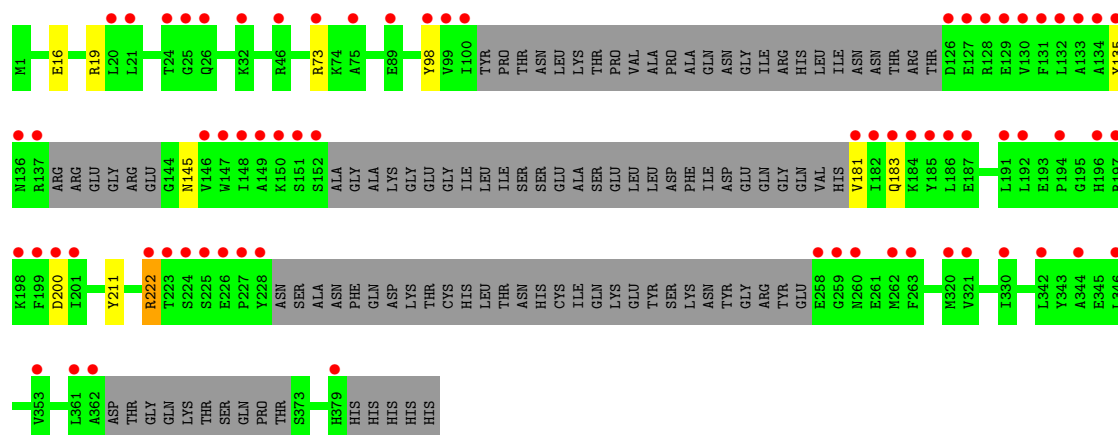 M1 E16 R19 L20 L21 T24 G25 Q26 K32 R46 R73 K74 A75 E89 Y98 V99 I100 TYR PRO THR ASN LEU LYS THR PRO VAL ALA PRO ALA GLN ASN GLY ILE ARG HIS LEU ILE ASN ASN THR ARG THR D126 E127 R128 E129 V130 F131 L132 A133 A134 Y135
N136 R137 ARG ARG GLU GLY ARG GLU G144 N145 V146 W147 I148 A149 K150 S151 S152 ALA GLY ALA LYS GLY GLU GLY ILE LEU ILE SER SER GLU ALA SER GLU LEU LEU ASP PHE ILE ASP GLU GLN GLY GLN VAL HIS V181 I182 Q183 K184 Y185 L186 E187 L191 L192 E193 P194 G195 H196 R197
K198 F199 D200 I201 Y211 R222 T223 S224 S225 E226 P227 Y228 ASN SER ALA ASN PHE GLN ASP LYS THR CYS HIS LEU THR ASN HIS CYS ILE GLN LYS GLU TYR SER LYS ASN TYR GLY ARG TYR GLU E258 G259 N260 E261 M262 F263 M320 V321 I330 L342 Y343 A344 E345 L346
V353 L361 A362 ASP THR GLY GLN LYS THR SER GLN PRO THR S373 H379 HIS HIS HIS HIS HIS